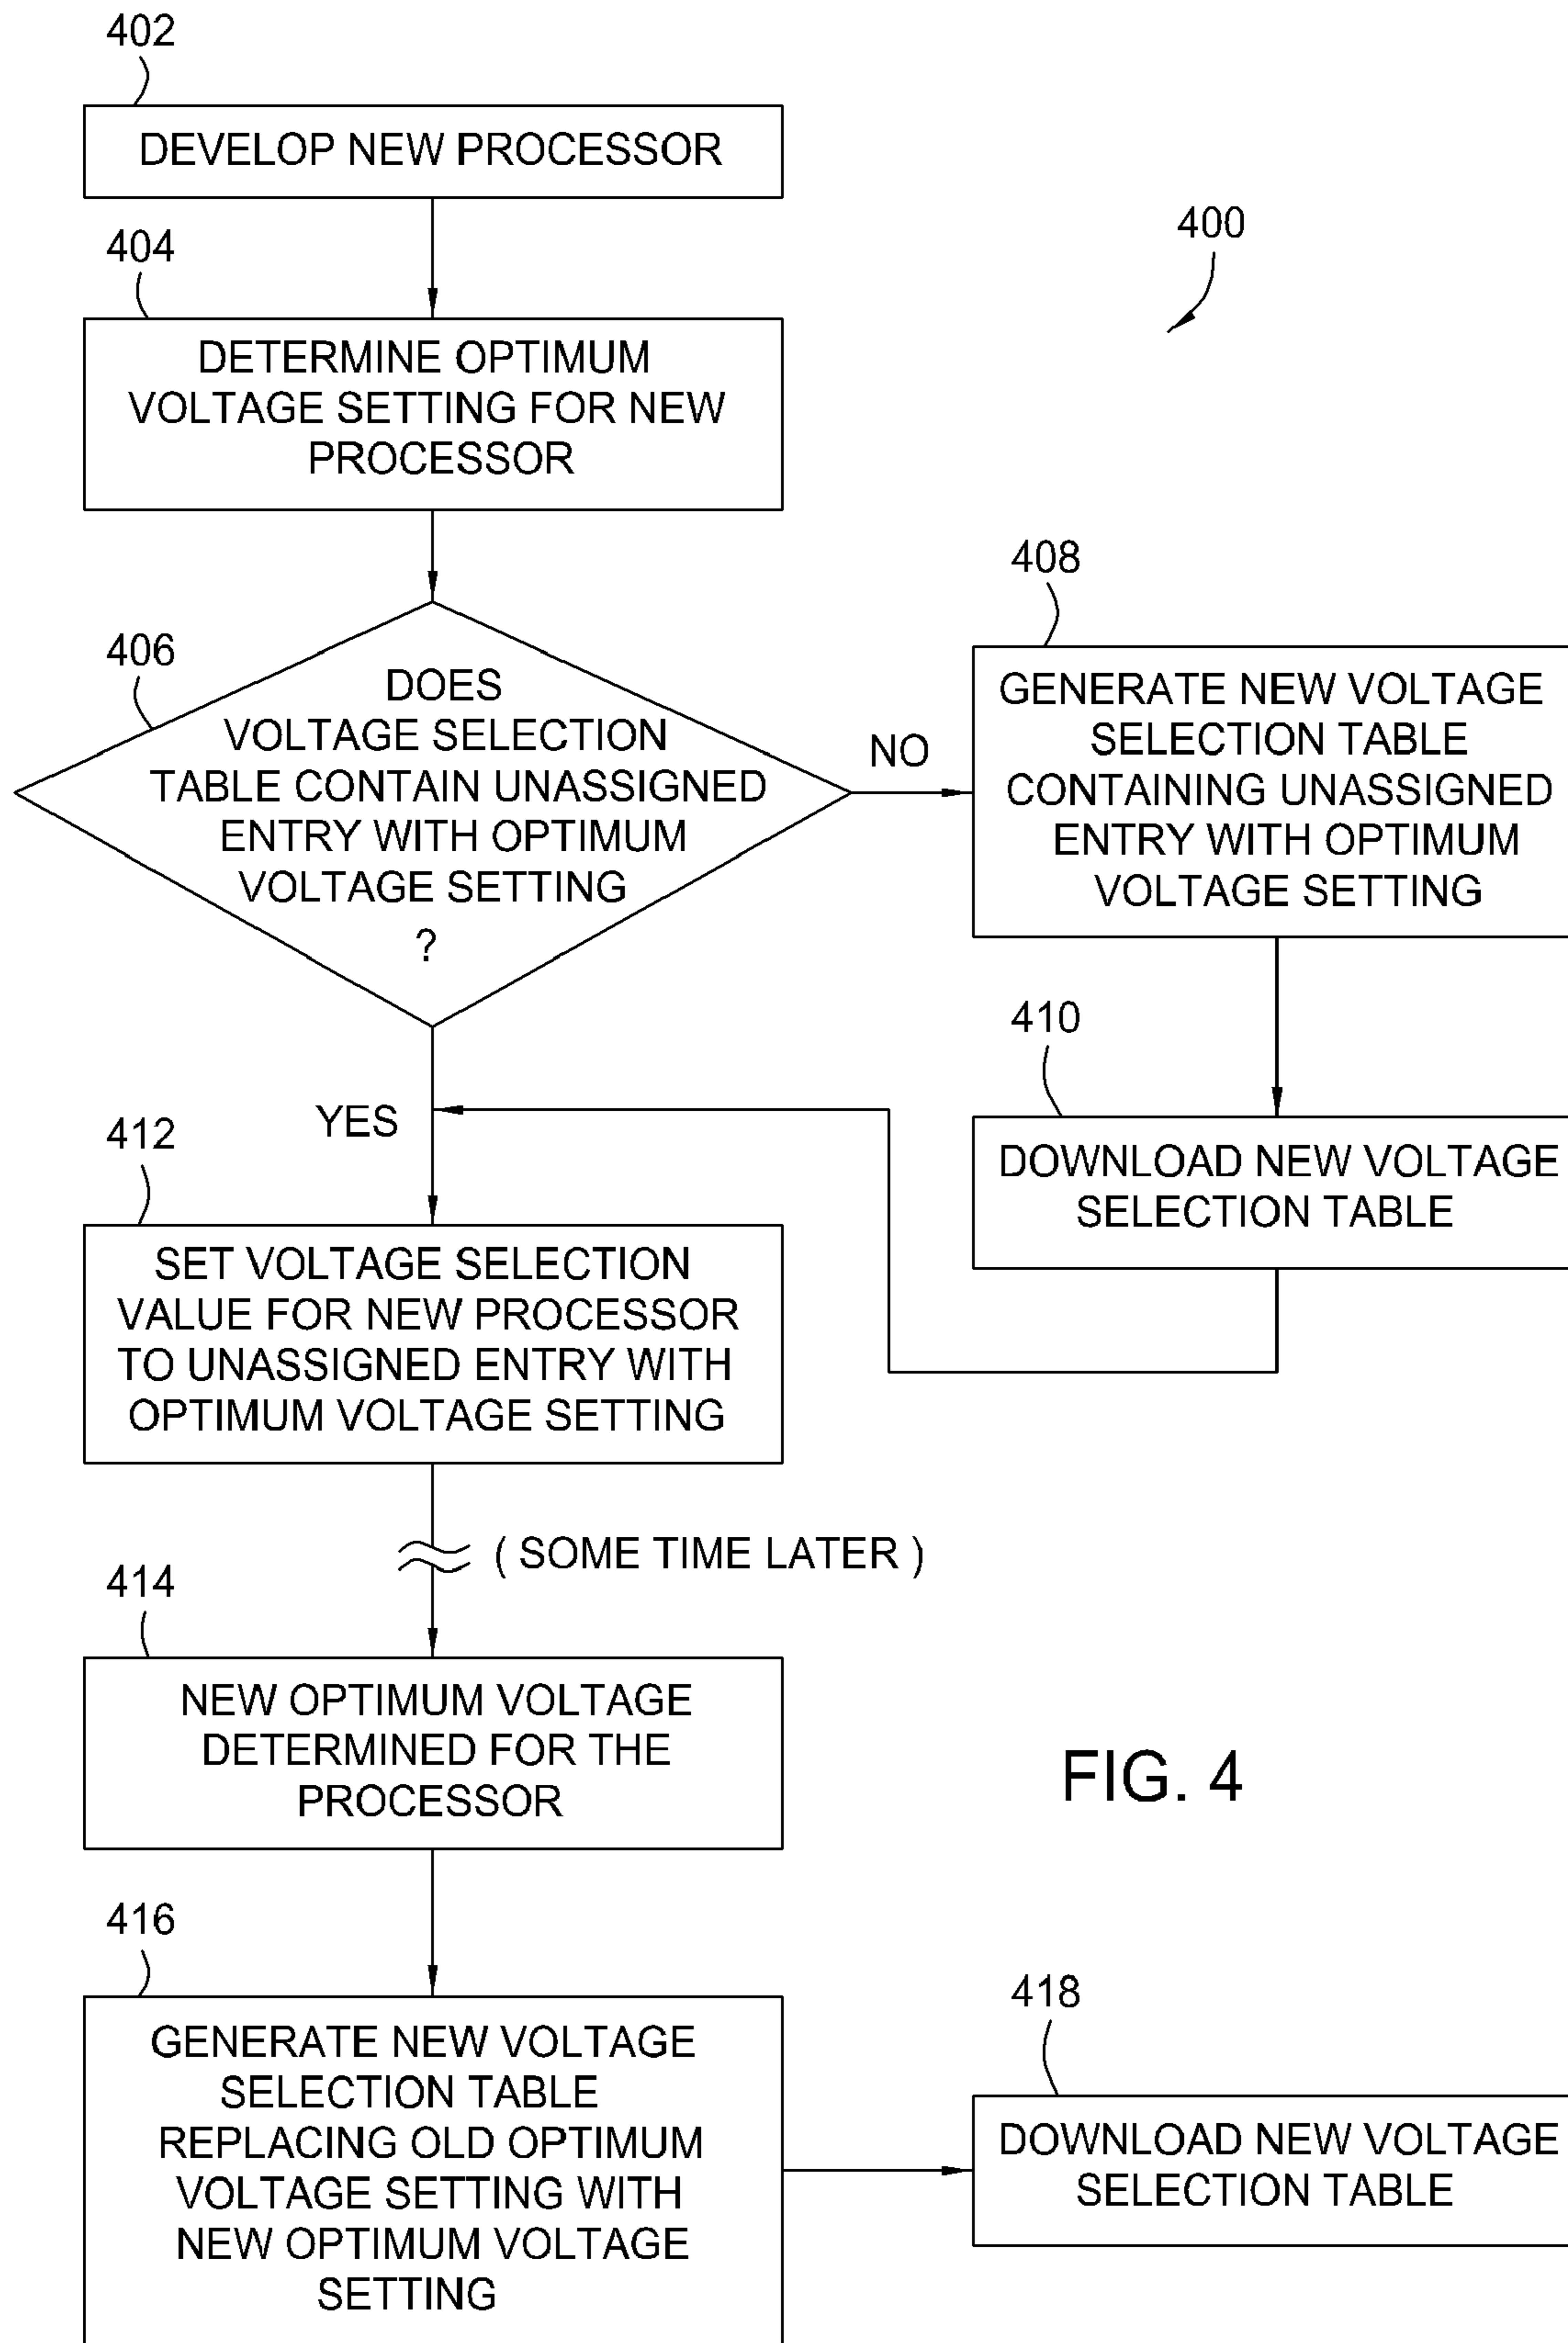 402
DEVELOP NEW PROCESSOR
400
404
DETERMINE OPTIMUM
VOLTAGE SETTING FOR NEW
PROCESSOR
406
DOES
VOLTAGE SELECTION
TABLE CONTAIN UNASSIGNED
ENTRY WITH OPTIMUM
VOLTAGE SETTING
?
NO
408
GENERATE NEW VOLTAGE
SELECTION TABLE
CONTAINING UNASSIGNED
ENTRY WITH OPTIMUM
VOLTAGE SETTING
410
DOWNLOAD NEW VOLTAGE
SELECTION TABLE
YES
412
SET VOLTAGE SELECTION
VALUE FOR NEW PROCESSOR
TO UNASSIGNED ENTRY WITH
OPTIMUM VOLTAGE SETTING
( SOME TIME LATER )
414
NEW OPTIMUM VOLTAGE
DETERMINED FOR THE
PROCESSOR
FIG. 4
416
GENERATE NEW VOLTAGE
SELECTION TABLE
REPLACING OLD OPTIMUM
VOLTAGE SETTING WITH
NEW OPTIMUM VOLTAGE
SETTING
418
DOWNLOAD NEW VOLTAGE
SELECTION TABLE